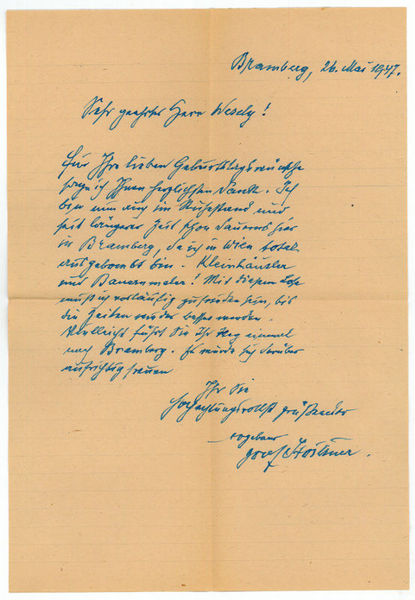 Bramberg, 26. Mai 1947.
Sehr geehrter Herr Wesely!
Für Ihre lieben Geburtstagswünsche
sage ich Ihnen herzlichsten Dank. Ich
bin nun auch im Ruhestand und
seit längerer Zeit schon dauernd hier
in Bramberg, da ich in Wien total
ausgebombt bin. Kleinhäusler
und Bauernmaler! Mit diesem Lose
muß ich vorläufig zufrieden sein, bis
die Zeiten wieder besser werden.
Vielleicht führt Sie Ihr Weg einmal
nach Bramberg. Es würde mich darüber
aufrichtig freuen
Ihr Sie
hochachtungsvollst grüßender
ergebener
Josef